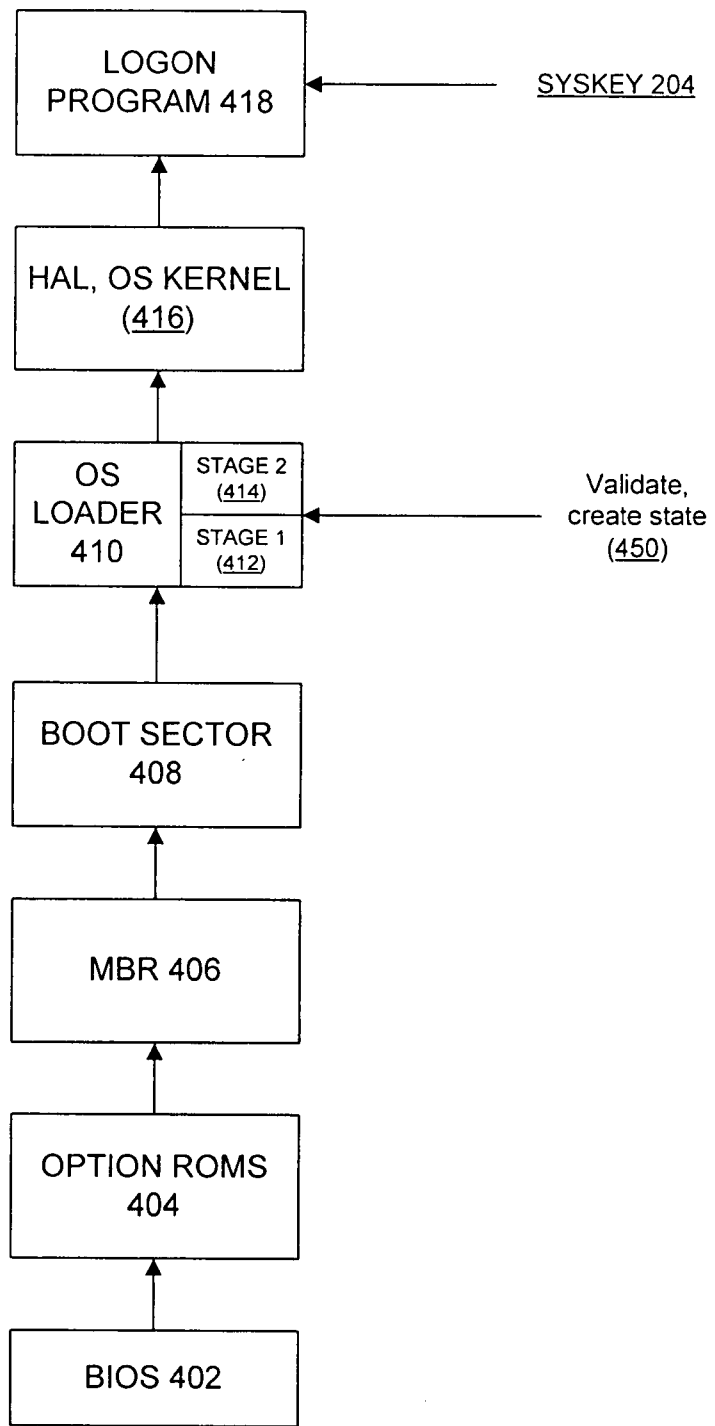 LOGON
PROGRAM 418
SYSKEY 204
HAL, OS KERNEL
(416)
OS
LOADER
410
STAGE 2
(414)
STAGE 1
(412)
Validate,
create state
(450)
BOOT SECTOR
408
MBR 406
OPTION ROMS
404
BIOS 402